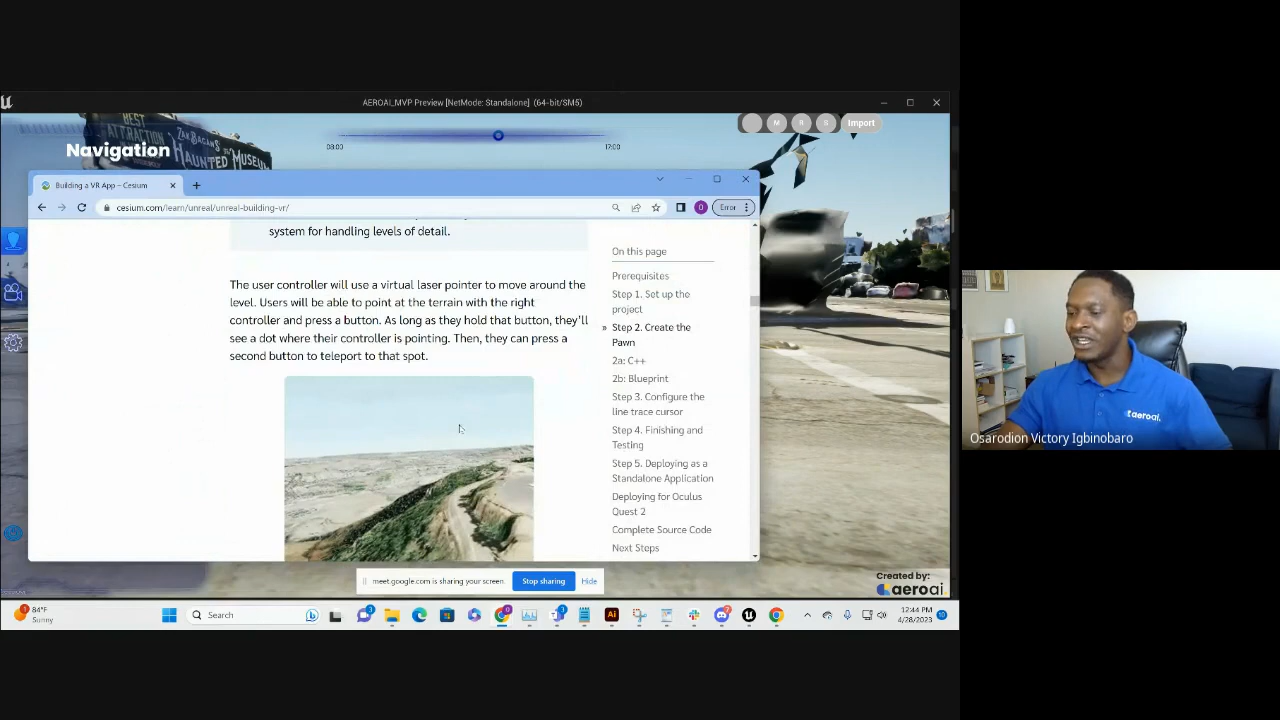 AEROAI_MVP Preview [NetMode: Standalone] (64-bit/SM5)
BEST
ATTRACTION
ZAK BAGANS
HAUNTED MUSEUM
Navigation
08:00
17:00
M
R
S
Import
Building a VR App – Cesium
cesium.com/learn/unreal/unreal-building-vr/
0
Error
system for handling levels of detail.
The user controller will use a virtual laser pointer to move around the
level. Users will be able to point at the terrain with the right
controller and press a button. As long as they hold that button, they'll
see a dot where their controller is pointing. Then, they can press a
second button to teleport to that spot.
On this page
Prerequisites
Step 1. Set up the
project
» Step 2. Create the
Pawn
2a: C++
2b: Blueprint
Step 3. Configure the
line trace cursor
Step 4. Finishing and
Testing
Step 5. Deploying as a
Standalone Application
Deploying for Oculus
Quest 2
Complete Source Code
Next Steps
meet.google.com is sharing your screen.
Stop sharing
Hide
Created by:
aeroai.
84°F
Sunny
Search
12:44 PM
4/28/2023
aeroai.
Osarodion Victory Igbinobaro